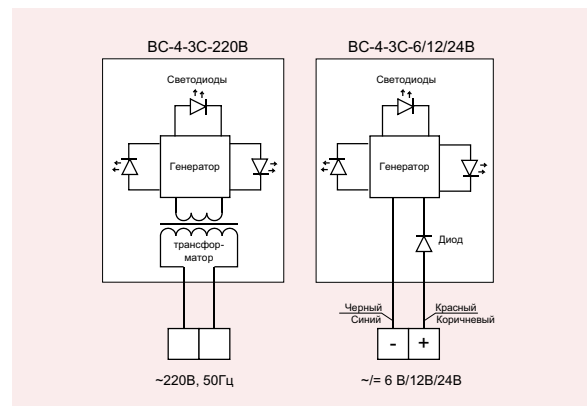 ВС-4-3С-220В
Светодиоды
Генератор
трансфор-
матор
~220В, 50Гц
ВС-4-3С-6/12/24В
Светодиоды
Генератор
Диод
Черный
Синий
Красный
Коричневый
- +
~/= 6 В/12В/24В